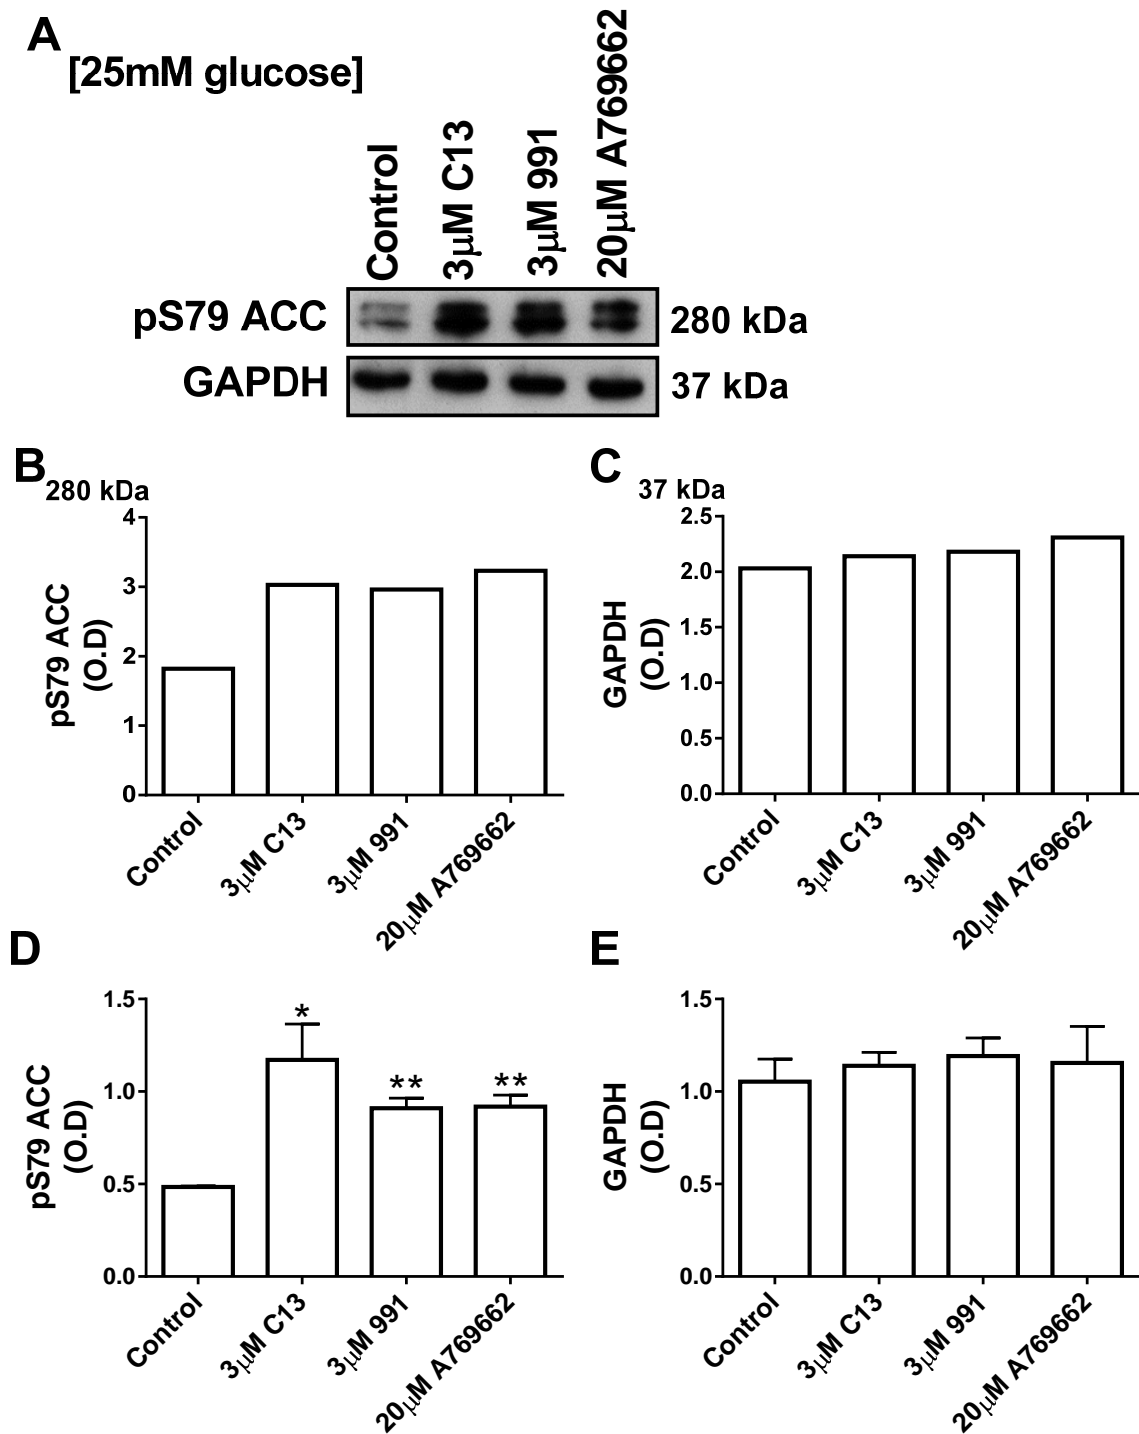 A
[25mM glucose]
Control
3µM C13
3µM 991
20µM A769662
pS79 ACC
280 kDa
GAPDH
37 kDa
B
280 kDa
pS79 ACC
(O.D)
4
3
2
1
0
Control
3µM C13
3µM 991
20µM A769662
C
37 kDa
GAPDH
(O.D)
2.5
2.0
1.5
1.0
0.5
0.0
Control
3µM C13
3µM 991
20µM A769662
D
pS79 ACC
(O.D)
1.5
1.0
0.5
0.0
*
**
**
Control
3µM C13
3µM 991
20µM A769662
E
GAPDH
(O.D)
1.5
1.0
0.5
0.0
Control
3µM C13
3µM 991
20µM A769662